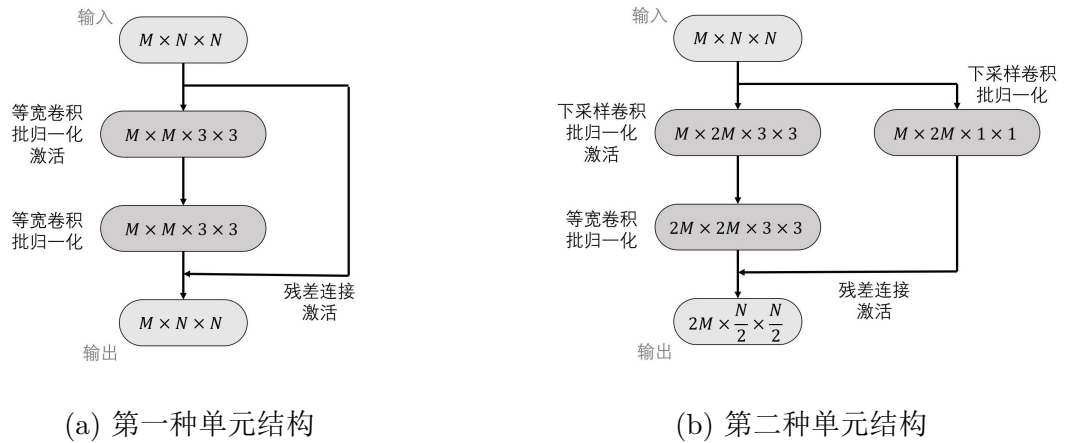 输入
M × N × N
等宽卷积
批归一化
激活
M × M × 3 × 3
等宽卷积
批归一化
M × M × 3 × 3
残差连接
激活
M × N × N
输出
(a) 第一种单元结构
输入
M × N × N
下采样卷积
批归一化
下采样卷积
批归一化
激活
M × 2M × 3 × 3
M × 2M × 1 × 1
等宽卷积
批归一化
2M × 2M × 3 × 3
残差连接
激活
2M × N/2 × N/2
输出
(b) 第二种单元结构